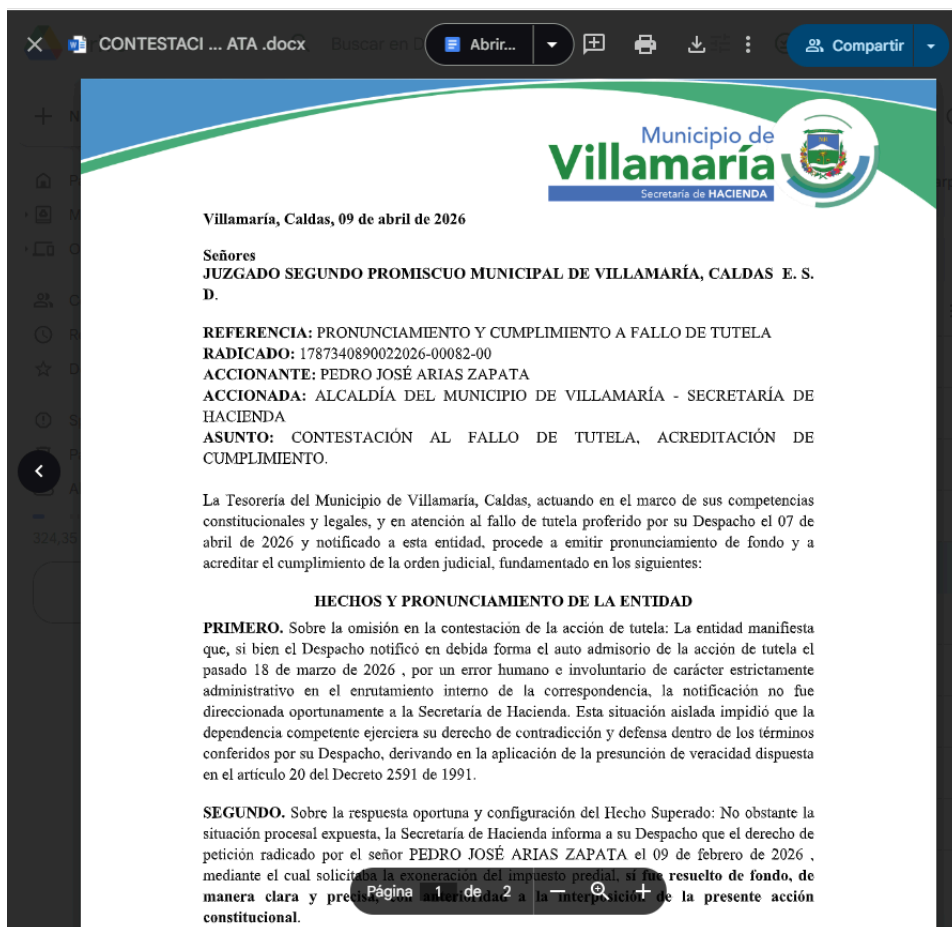 CONTESTACI ... ATA .docx
Buscar en D
Abrir...
Compartir
Municipio de
Villamaría
Secretaría de HACIENDA
Villamaría, Caldas, 09 de abril de 2026
Señores
JUZGADO SEGUNDO PROMISCUO MUNICIPAL DE VILLAMARÍA, CALDAS E. S.
D.
REFERENCIA: PRONUNCIAMIENTO Y CUMPLIMIENTO A FALLO DE TUTELA
RADICADO: 1787340890022026-00082-00
ACCIONANTE: PEDRO JOSÉ ARIAS ZAPATA
ACCIONADA: ALCALDÍA DEL MUNICIPIO DE VILLAMARÍA - SECRETARÍA DE
HACIENDA
ASUNTO: CONTESTACIÓN AL FALLO DE TUTELA, ACREDITACIÓN DE
CUMPLIMIENTO.
La Tesorería del Municipio de Villamaría, Caldas, actuando en el marco de sus competencias
constitucionales y legales, y en atención al fallo de tutela proferido por su Despacho el 07 de
abril de 2026 y notificado a esta entidad, procede a emitir pronunciamiento de fondo y a
acreditar el cumplimiento de la orden judicial, fundamentado en los siguientes:
HECHOS Y PRONUNCIAMIENTO DE LA ENTIDAD
PRIMERO. Sobre la omisión en la contestación de la acción de tutela: La entidad manifiesta
que, si bien el Despacho notificó en debida forma el auto admisorio de la acción de tutela el
pasado 18 de marzo de 2026 , por un error humano e involuntario de carácter estrictamente
administrativo en el enrutamiento interno de la correspondencia, la notificación no fue
direccionada oportunamente a la Secretaría de Hacienda. Esta situación aislada impidió que la
dependencia competente ejerciera su derecho de contradicción y defensa dentro de los términos
conferidos por su Despacho, derivando en la aplicación de la presunción de veracidad dispuesta
en el artículo 20 del Decreto 2591 de 1991.
SEGUNDO. Sobre la respuesta oportuna y configuración del Hecho Superado: No obstante la
situación procesal expuesta, la Secretaría de Hacienda informa a su Despacho que el derecho de
petición radicado por el señor PEDRO JOSÉ ARIAS ZAPATA el 09 de febrero de 2026 ,
mediante el cual solicitaba la exoneración del impuesto predial, sí fue resuelto de fondo, de
manera clara y precisa, con anterioridad a la interposición de la presente acción
constitucional.
Página 1 de 2
324,35